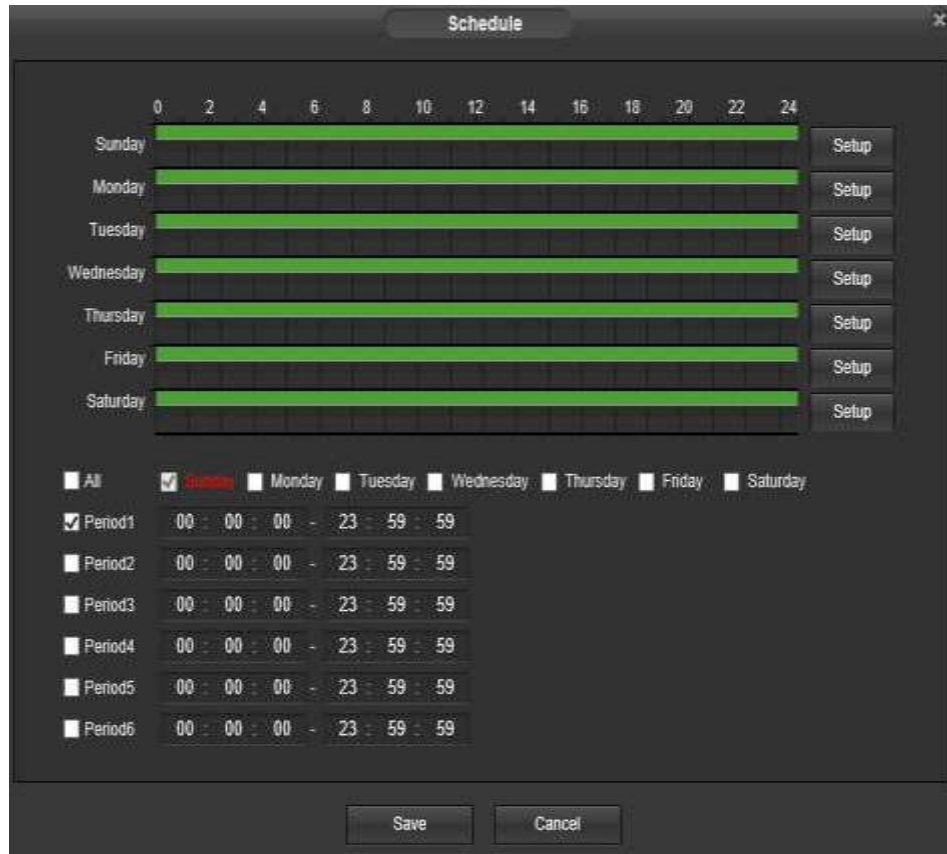 Schedule
0 2 4 6 8 10 12 14 16 18 20 22 24
Sunday Setup
Monday Setup
Tuesday Setup
Wednesday Setup
Thursday Setup
Friday Setup
Saturday Setup
All Sunday Monday Tuesday Wednesday Thursday Friday Saturday
Period1 00 : 00 : 00 - 23 : 59 : 59
Period2 00 : 00 : 00 - 23 : 59 : 59
Period3 00 : 00 : 00 - 23 : 59 : 59
Period4 00 : 00 : 00 - 23 : 59 : 59
Period5 00 : 00 : 00 - 23 : 59 : 59
Period6 00 : 00 : 00 - 23 : 59 : 59
Save Cancel